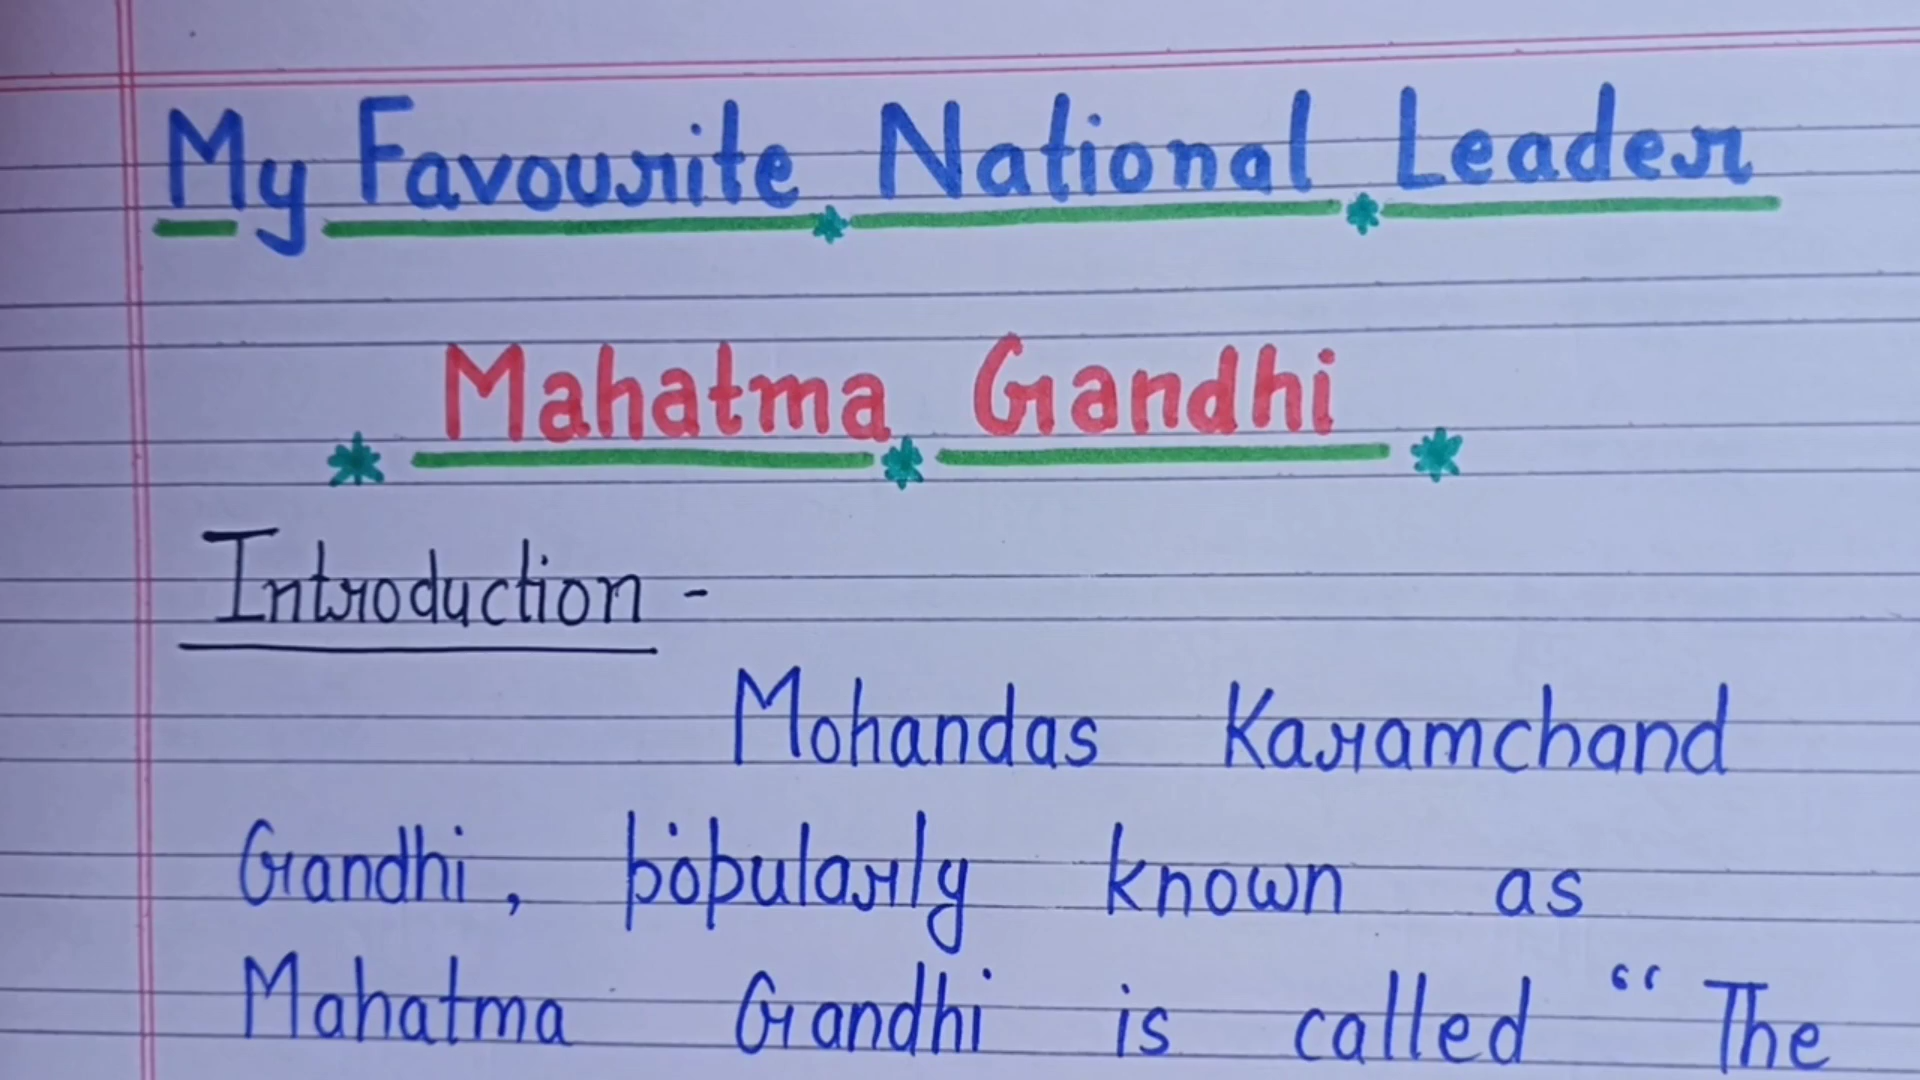 My Favourite National Leader
Mahatma Gandhi
Introduction -
Mohandas Karamchand
Gandhi, popularly known as
Mahatma Gandhi is called “ The